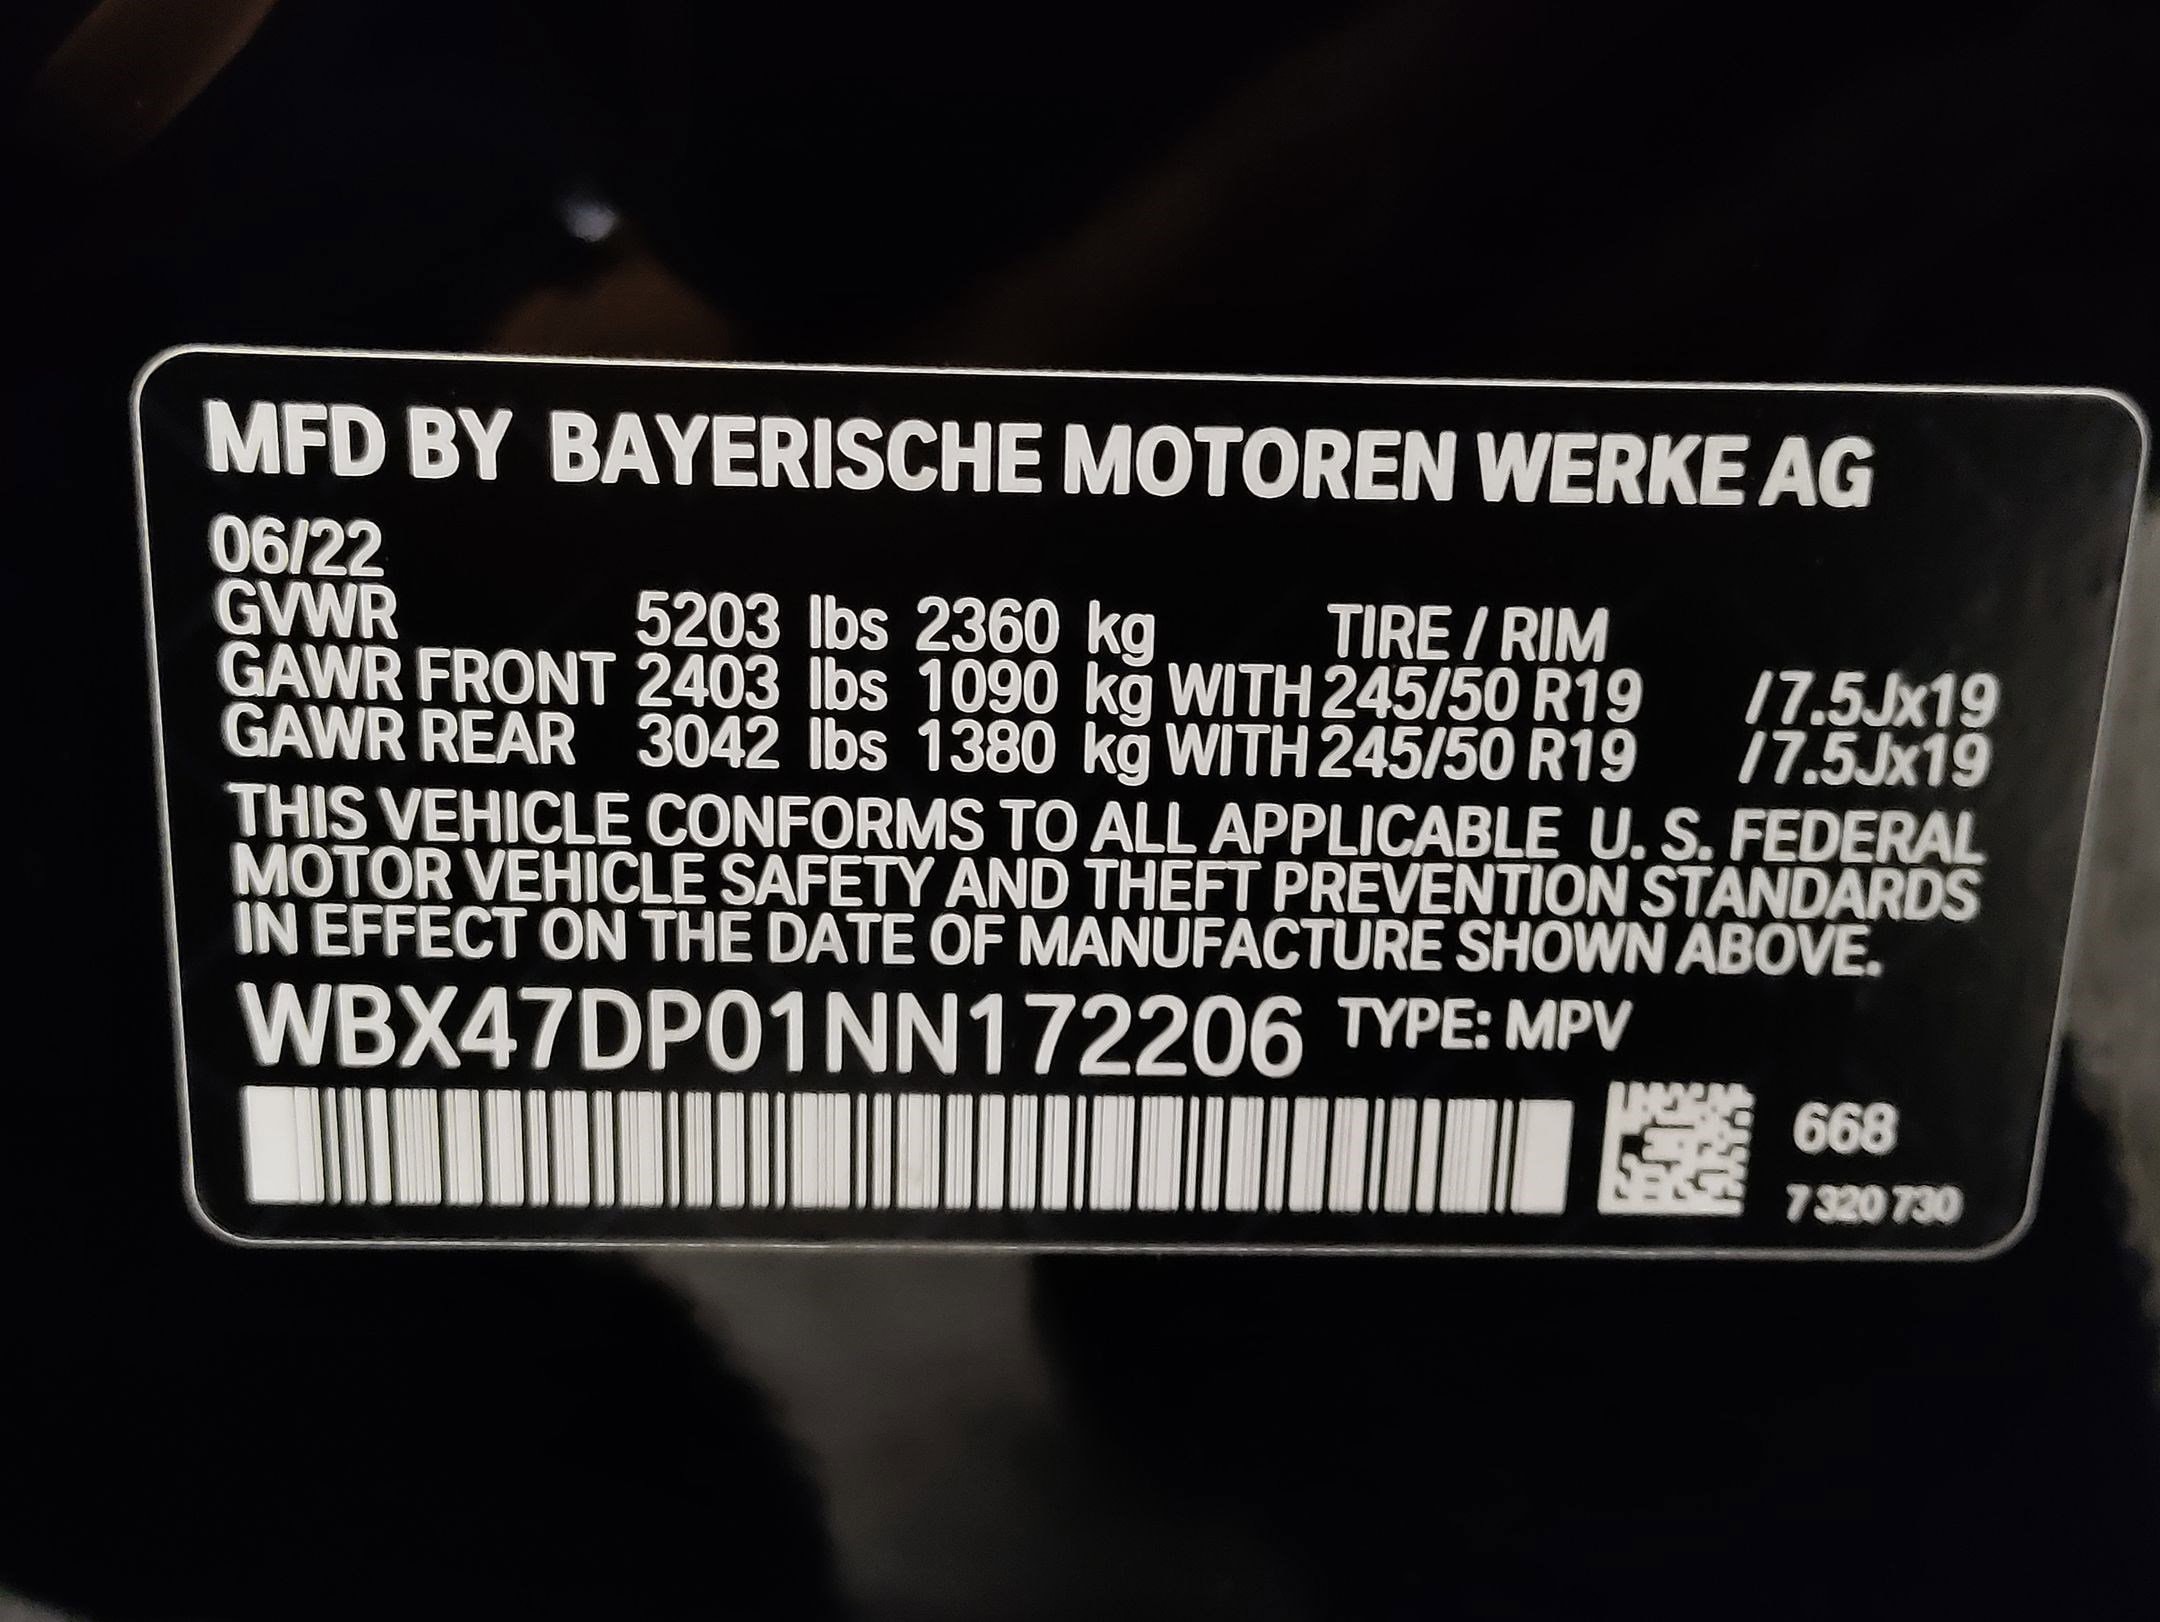 MFD BY BAYERISCHE MOTOREN WERKE AG
06/22
GVWR 5203 lbs 2360 kg TIRE / RIM
GAWR FRONT 2403 lbs 1090 kg WITH 245/50 R19 /7.5Jx19
GAWR REAR 3042 lbs 1380 kg WITH 245/50 R19 /7.5Jx19
THIS VEHICLE CONFORMS TO ALL APPLICABLE U. S. FEDERAL
MOTOR VEHICLE SAFETY AND THEFT PREVENTION STANDARDS
IN EFFECT ON THE DATE OF MANUFACTURE SHOWN ABOVE.
WBX47DP01NN172206 TYPE: MPV
668
7 320 730